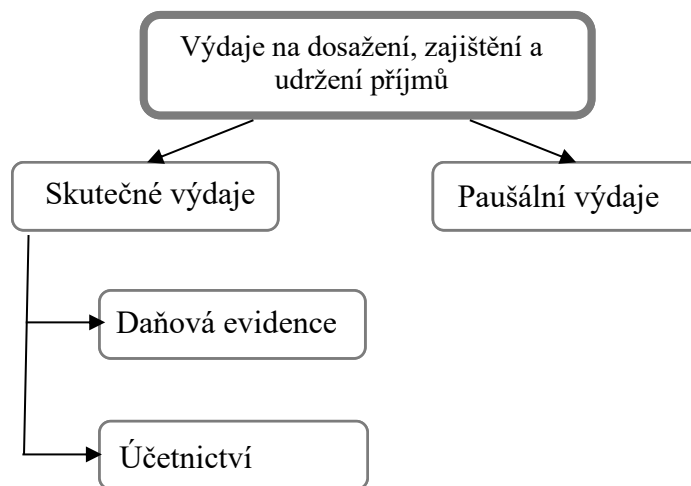 Výdaje na dosažení, zajištění a
udržení příjmů
Skutečné výdaje
Paušální výdaje
Daňová evidence
Účetnictví